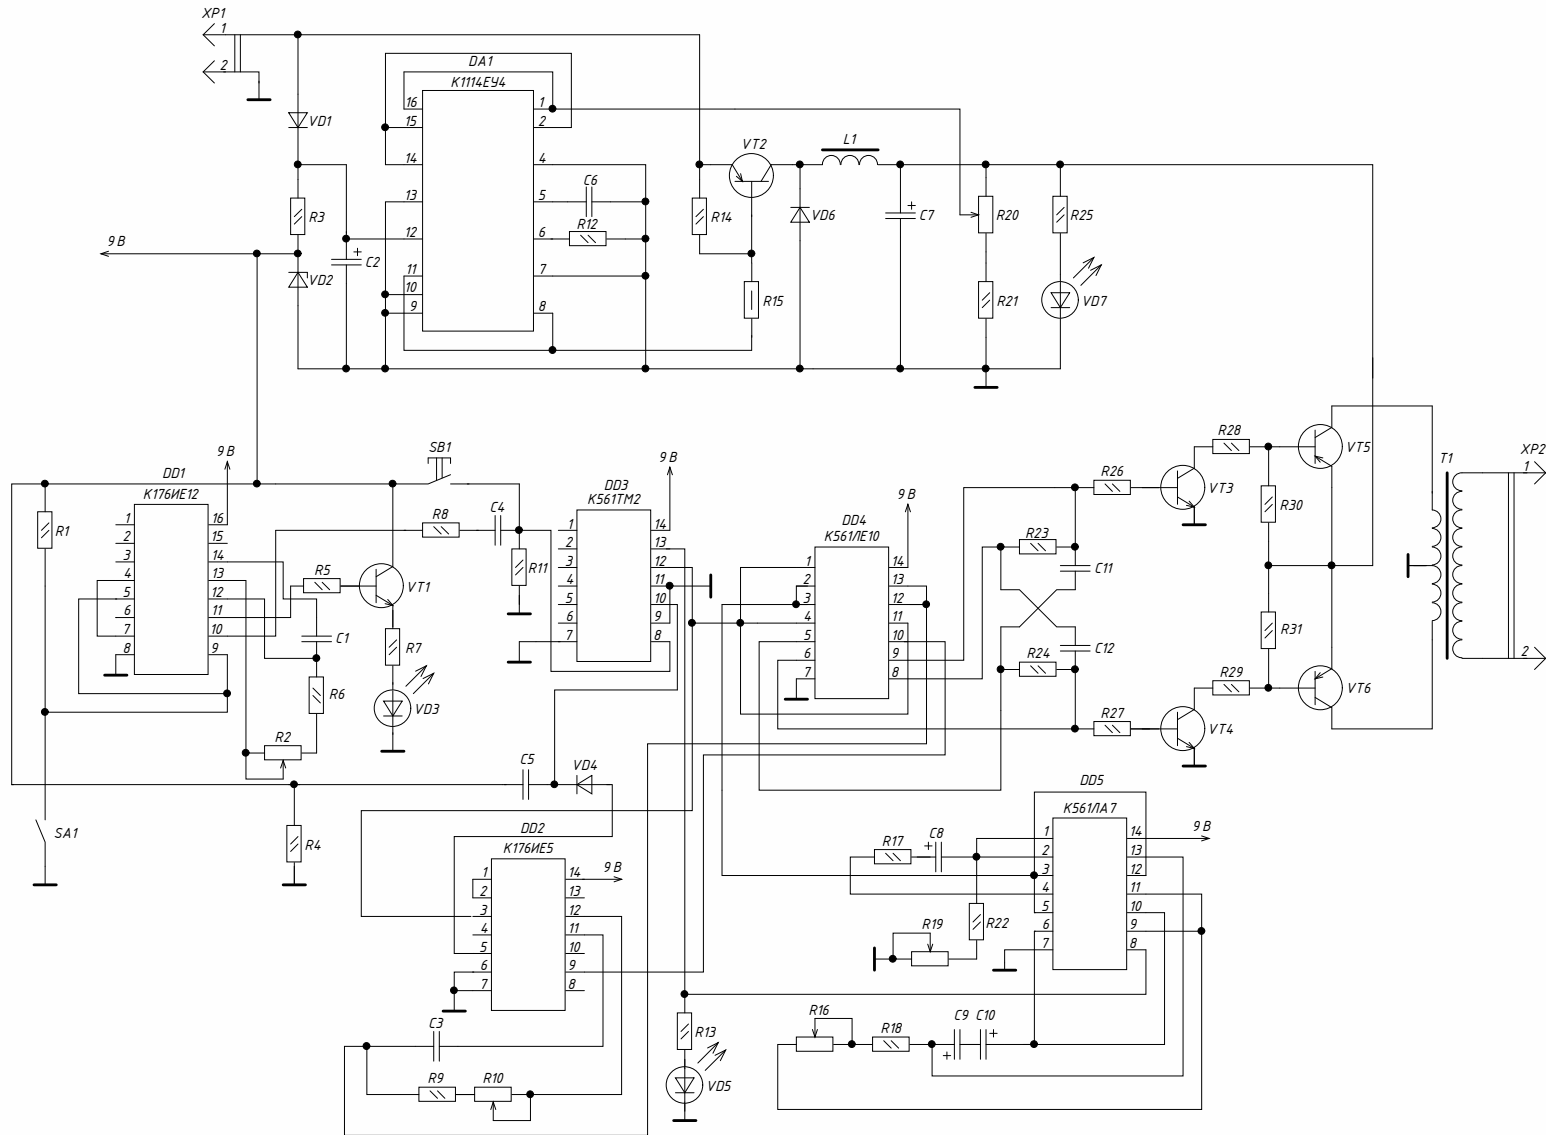 XP1
1
2
DA1
К1114ЕУ4
16
15
14
13
12
11
10
9
1
2
4
5
6
7
8
VD1
R3
9 В
VD2
C2
C6
R12
R14
VT2
R15
VD6
L1
C7
R20
R21
R25
VD7
DD1
К176ИЕ12
9 В
1
2
3
4
5
6
7
8
16
15
14
13
12
11
10
9
R1
R5
R8
C4
SB1
R11
VT1
R7
VD3
C1
R6
R2
SA1
R4
C5
VD4
DD3
К561ТМ2
9 В
1
2
3
4
5
6
7
14
13
12
11
10
9
8
DD4
К561ЛЕ10
9 В
1
2
3
4
5
6
7
14
13
12
11
10
9
8
R23
C11
C12
R24
R26
R27
VT3
VT4
R28
R29
R30
R31
VT5
VT6
T1
XP2
1
2
DD2
К176ИЕ5
9 В
1
2
3
4
5
6
7
14
13
12
11
10
9
8
C3
R9
R10
R13
VD5
DD5
К561ЛА7
9 В
1
2
3
4
5
6
7
14
13
12
11
10
9
8
R17
C8
+
R22
R19
R16
R18
C9
C10
+
+
+
+